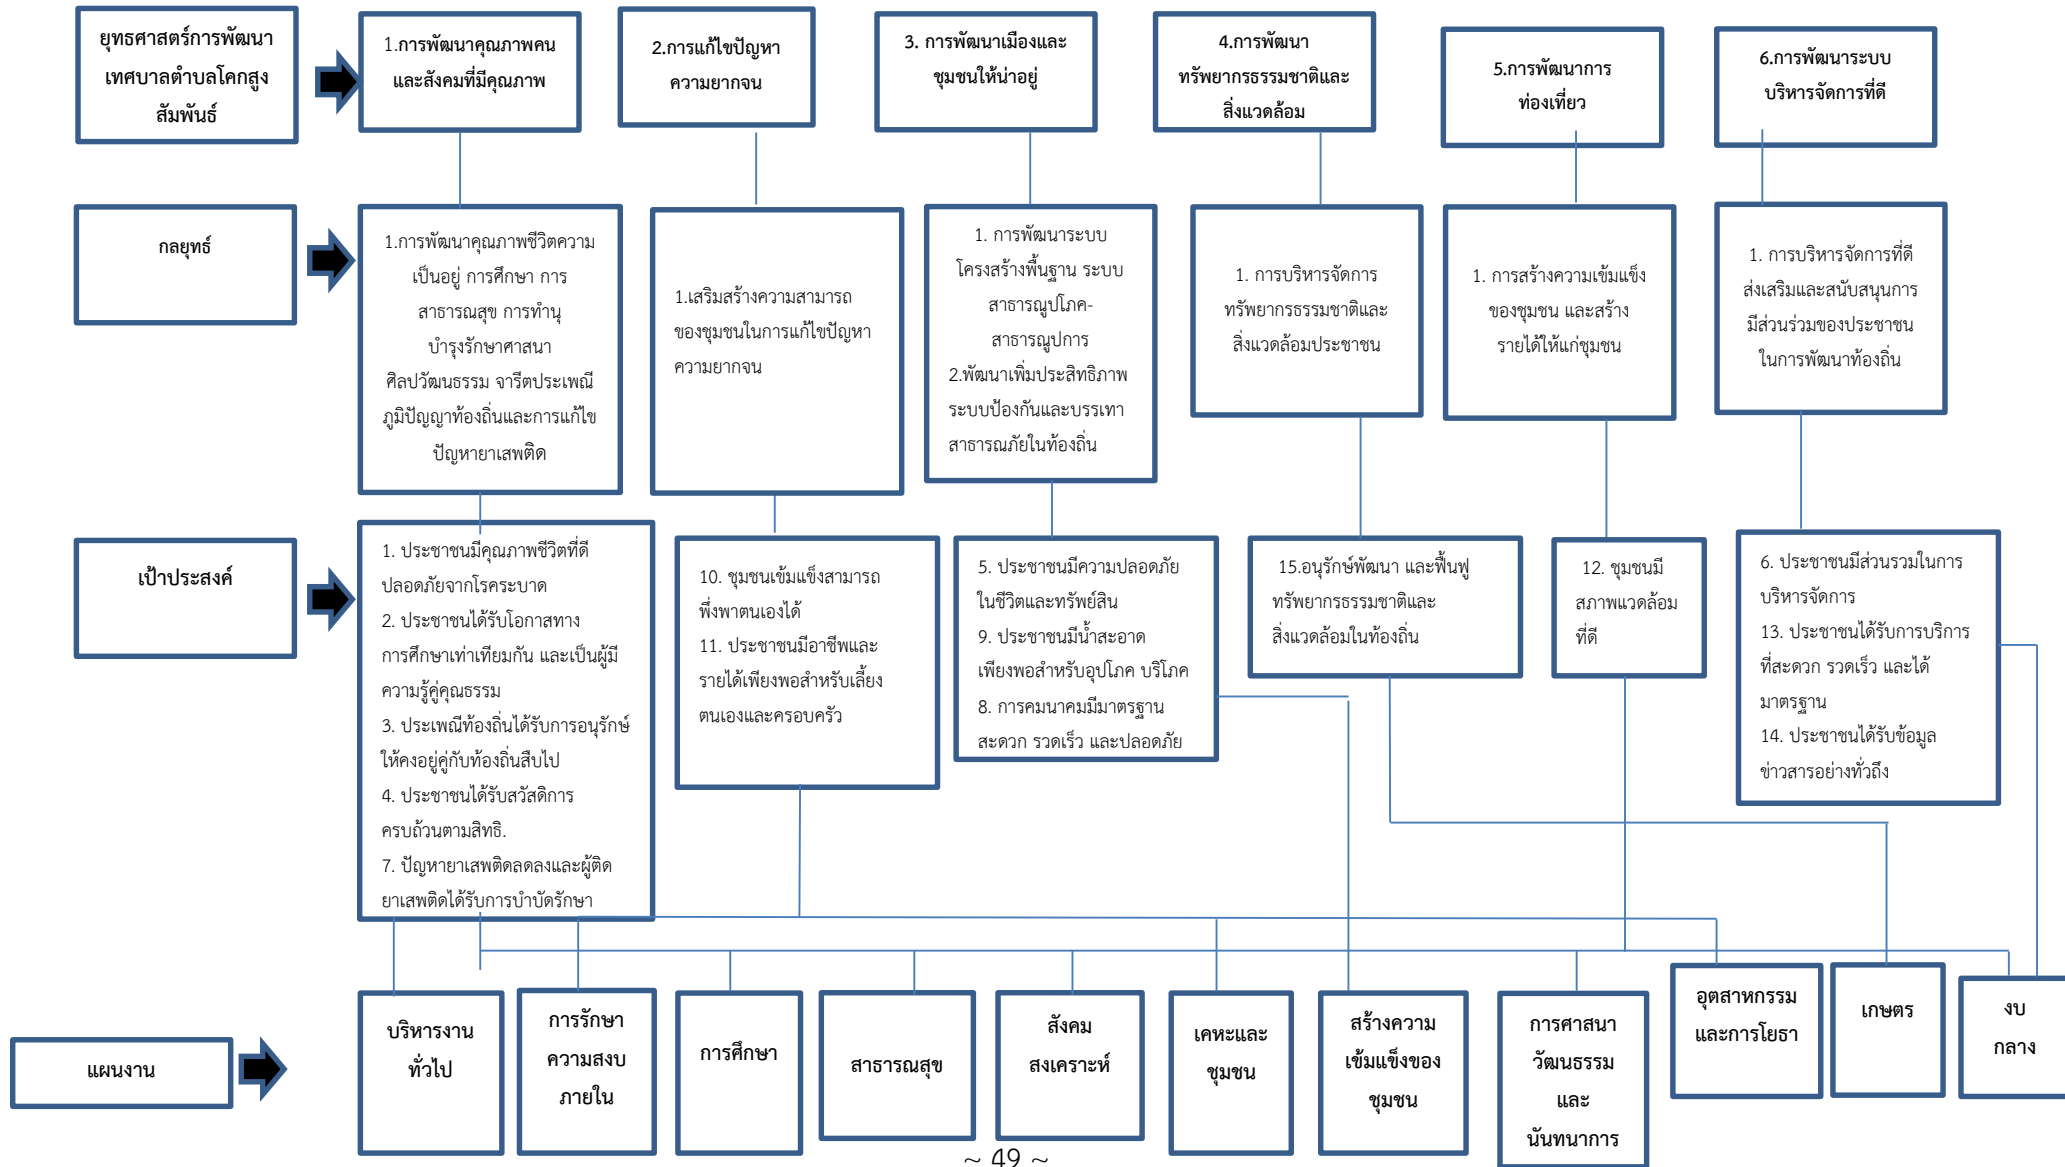 ยุทธศาสตร์การพัฒนา
เทศบาลตำบลโคกสูง
สัมพันธ์
1.การพัฒนาคุณภาพคน
และสังคมที่มีคุณภาพ
2.การแก้ไขปัญหา
ความยากจน
3. การพัฒนาเมืองและ
ชุมชนให้น่าอยู่
4.การพัฒนา
ทรัพยากรธรรมชาติและ
สิ่งแวดล้อม
5.การพัฒนาการ
ท่องเที่ยว
6.การพัฒนาระบบ
บริหารจัดการที่ดี
กลยุทธ์
1.การพัฒนาคุณภาพชีวิตความ
เป็นอยู่ การศึกษา การ
สาธารณสุข การทำนุ
บำรุงรักษาศาสนา
ศิลปวัฒนธรรม จารีตประเพณี
ภูมิปัญญาท้องถิ่นและการแก้ไข
ปัญหายาเสพติด
1.เสริมสร้างความสามารถ
ของชุมชนในการแก้ไขปัญหา
ความยากจน
1. การพัฒนาระบบ
โครงสร้างพื้นฐาน ระบบ
สาธารณูปโภค-
สาธารณูปการ
2.พัฒนาเพิ่มประสิทธิภาพ
ระบบป้องกันและบรรเทา
สาธารณภัยในท้องถิ่น
1. การบริหารจัดการ
ทรัพยากรธรรมชาติและ
สิ่งแวดล้อมประชาชน
1. การสร้างความเข้มแข็ง
ของชุมชน และสร้าง
รายได้ให้แก่ชุมชน
1. การบริหารจัดการที่ดี
ส่งเสริมและสนับสนุนการ
มีส่วนร่วมของประชาชน
ในการพัฒนาท้องถิ่น
เป้าประสงค์
1. ประชาชนมีคุณภาพชีวิตที่ดี
ปลอดภัยจากโรคระบาด
2. ประชาชนได้รับโอกาสทาง
การศึกษาเท่าเทียมกัน และเป็นผู้มี
ความรู้คู่คุณธรรม
3. ประเพณีท้องถิ่นได้รับการอนุรักษ์
ให้คงอยู่คู่กับท้องถิ่นสืบไป
4. ประชาชนได้รับสวัสดิการ
ครบถ้วนตามสิทธิ.
7. ปัญหายาเสพติดลดลงและผู้ติด
ยาเสพติดได้รับการบำบัดรักษา
10. ชุมชนเข้มแข็งสามารถ
พึ่งพาตนเองได้
11. ประชาชนมีอาชีพและ
รายได้เพียงพอสำหรับเลี้ยง
ตนเองและครอบครัว
5. ประชาชนมีความปลอดภัย
ในชีวิตและทรัพย์สิน
9. ประชาชนมีน้ำสะอาด
เพียงพอสำหรับอุปโภค บริโภค
8. การคมนาคมมีมาตรฐาน
สะดวก รวดเร็ว และปลอดภัย
15.อนุรักษ์พัฒนา และฟื้นฟู
ทรัพยากรธรรมชาติและ
สิ่งแวดล้อมในท้องถิ่น
12. ชุมชนมี
สภาพแวดล้อม
ที่ดี
6. ประชาชนมีส่วนรวมในการ
บริหารจัดการ
13. ประชาชนได้รับการบริการ
ที่สะดวก รวดเร็ว และได้
มาตรฐาน
14. ประชาชนได้รับข้อมูล
ข่าวสารอย่างทั่วถึง
แผนงาน
บริหารงาน
ทั่วไป
การรักษา
ความสงบ
ภายใน
การศึกษา
สาธารณสุข
สังคม
สงเคราะห์
เคหะและ
ชุมชน
สร้างความ
เข้มแข็งของ
ชุมชน
การศาสนา
วัฒนธรรม
และ
นันทนาการ
อุตสาหกรรม
และการโยธา
เกษตร
งบ
กลาง
~ 49 ~